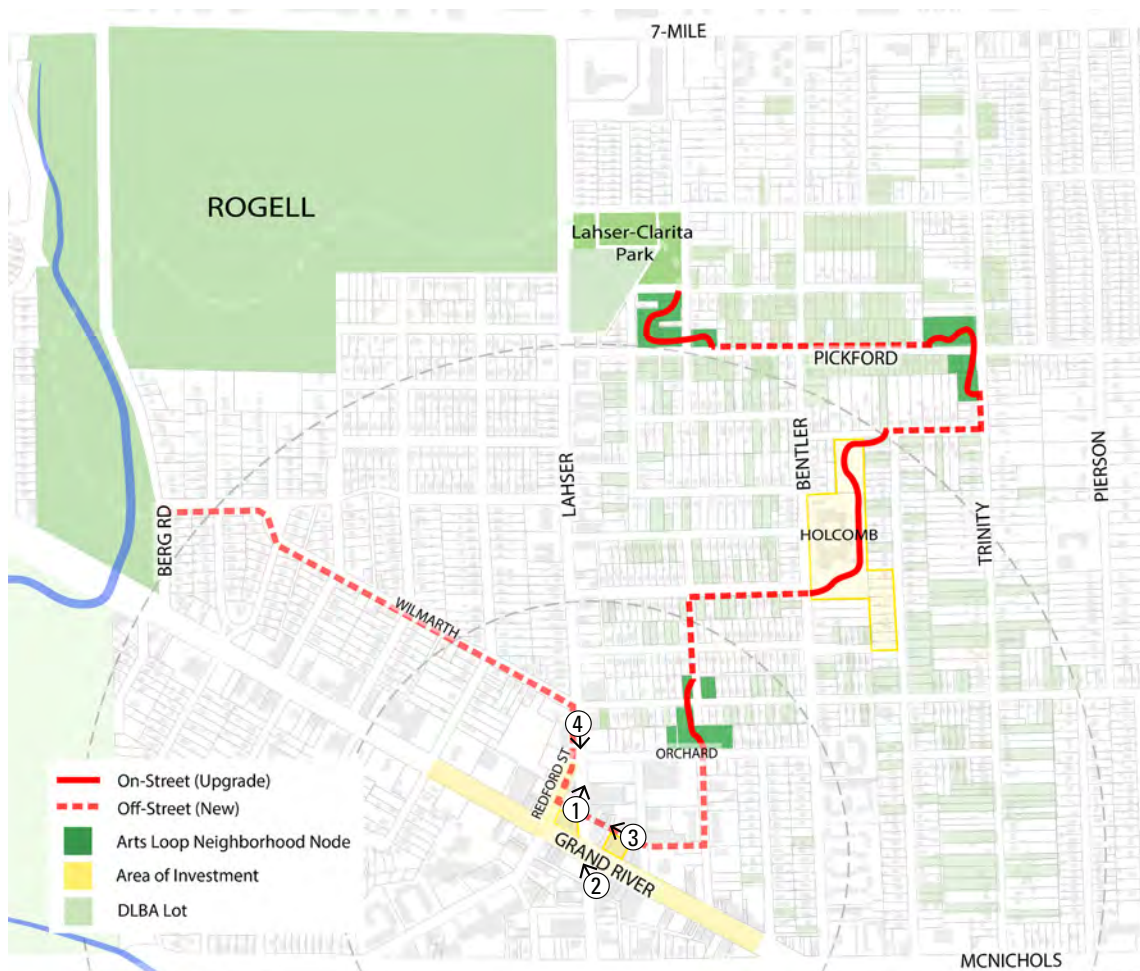 7-MILE
ROGELL
Lahser-Clarita
Park
PICKFORD
LAHSER
BENTLER
PIERSON
TRINITY
BERG RD
HOLCOMB
WILMARTH
4
ORCHARD
REDFORD ST
1
3
GRAND RIVER
2
On-Street (Upgrade)
Off-Street (New)
Arts Loop Neighborhood Node
Area of Investment
DLBA Lot
MCNICHOLS